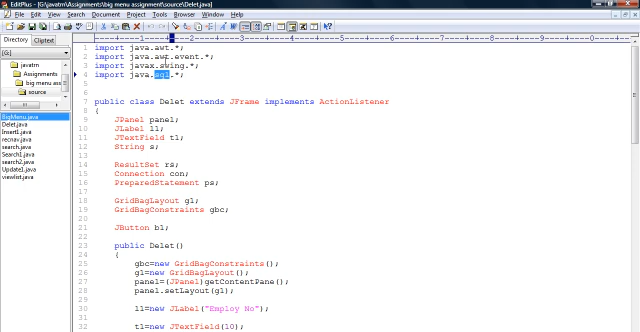 EditPlus - [G:\javatrn\Assignment\big menu assignment\source\Delet.java]
File Edit View Search Document Project Tools Browser Window Help
Directory Cliptext
[G:]
javatrn
Assignments
big menu ass
source
BigMenu.java
Delet.java
Insert1.java
recnav.java
search.java
Search1.java
search2.java
Update1.java
viewlist.java
1 import java.awt.*;
2 import java.awt.event.*;
3 import javax.swing.*;
4 import java.sql.*;
5
6
7 public class Delet extends JFrame implements ActionListener
8 {
9 JPanel panel;
10 JLabel l1;
11 JTextField t1;
12 String s;
13
14 ResultSet rs;
15 Connection con;
16 PreparedStatement ps;
17
18 GridBagLayout gl;
19 GridBagConstraints gbc;
20
21 JButton b1;
22
23 public Delet()
24 {
25 gbc=new GridBagConstraints();
26 gl=new GridBagLayout();
27 panel=(JPanel)getContentPane();
28 panel.setLayout(gl);
29
30 l1=new JLabel("Employ No");
31
32 t1=new JTextField(10);